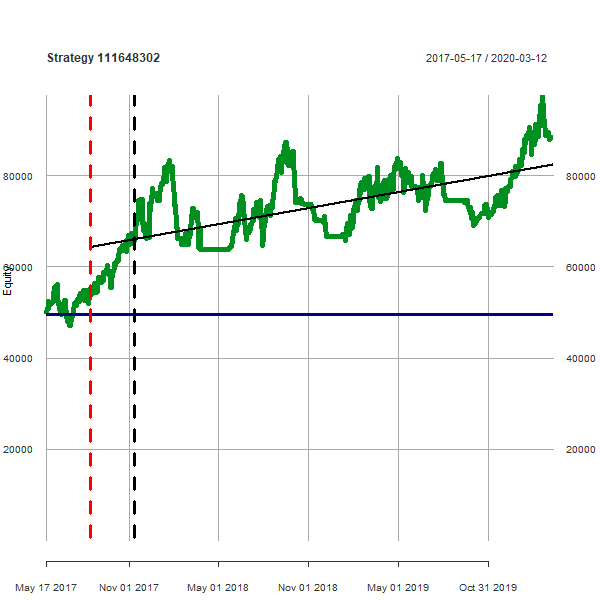 Strategy 111648302
2017-05-17 / 2020-03-12
80000 80000
60000 60000
Equity
40000 40000
20000 20000
May 17 2017 Nov 01 2017 May 01 2018 Nov 01 2018 May 01 2019 Oct 31 2019